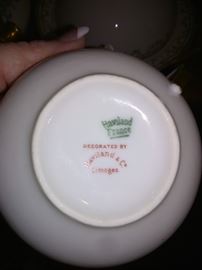 Haviland
France
DECORATED BY
Haviland & Co
Limoges